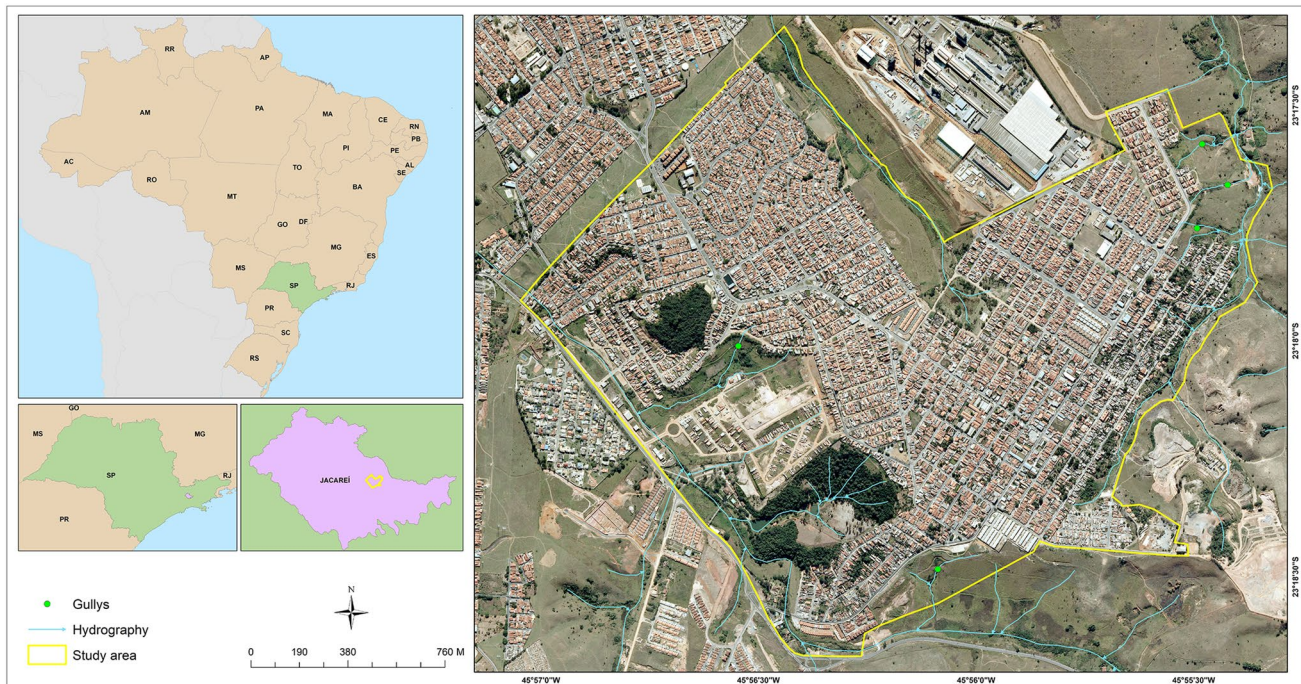 RR
AP
AM
PA
MA
CE
RN
PB
PI
PE
AL
SE
AC
TO
RO
BA
MT
GO
DF
MG
ES
MS
SP
RJ
PR
SC
RS
GO
MS
MG
SP
RJ
PR
JACAREÍ
Gullys
Hydrography
Study area
N
0 190 380 760 M
23°17'30"S
23°18'0"S
23°18'30"S
45°57'0"W
45°56'30"W
45°56'0"W
45°55'30"W